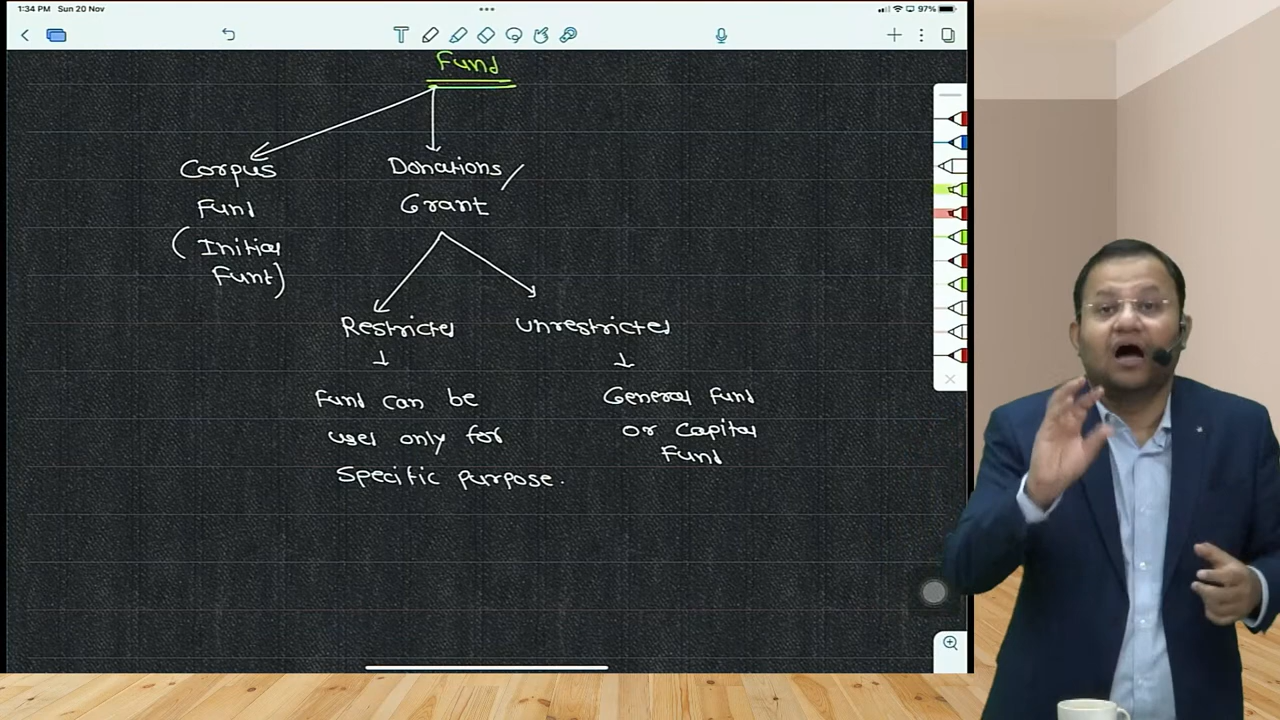 1:34 PM Sun 20 Nov
97%
Fund
Corpus
Fund
(Initial
Funt)
Donations/
Grant
Restricted
Unrestricted
Fund can be
used only for
Specific purpose.
General Fund
or Capital
Fund